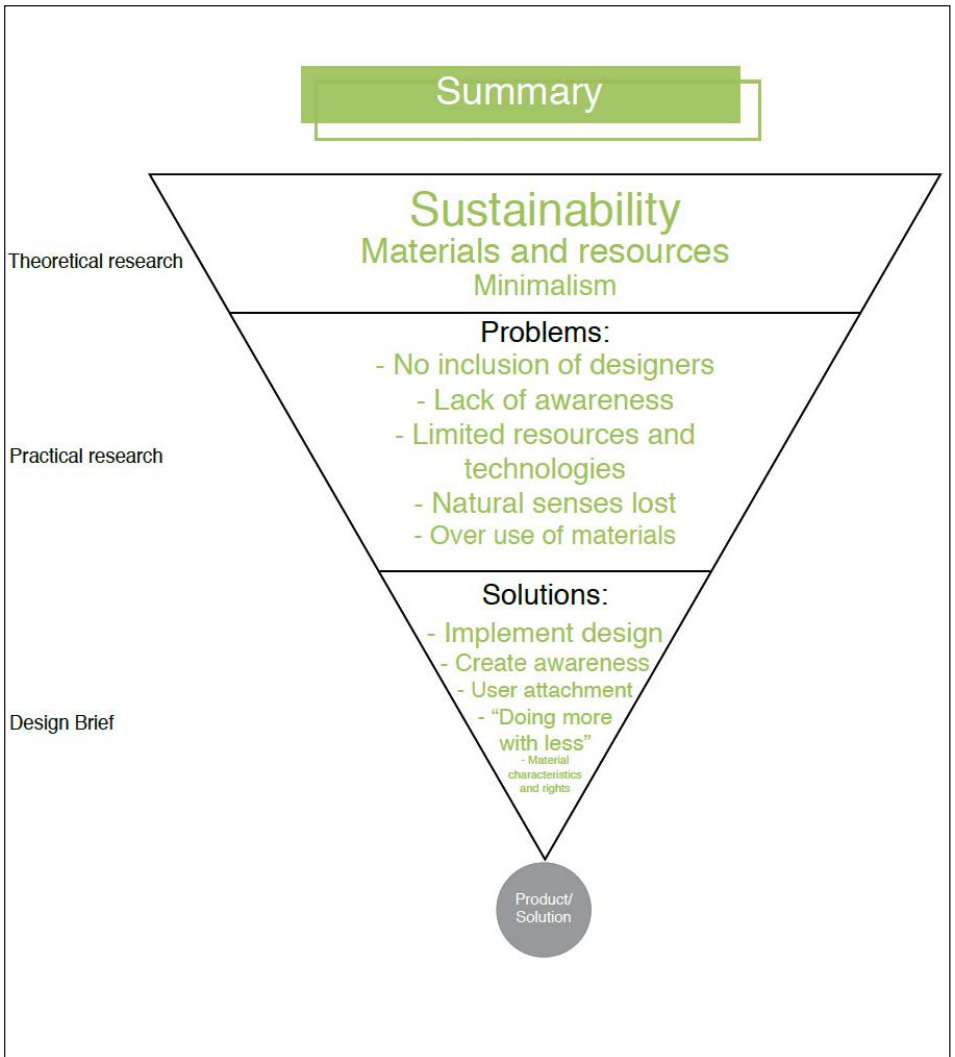 Summary
Theoretical research
Sustainability
Materials and resources
Minimalism
Practical research
Problems:
- No inclusion of designers
- Lack of awareness
- Limited resources and
technologies
- Natural senses lost
- Over use of materials
Design Brief
Solutions:
- Implement design
- Create awareness
- User attachment
- “Doing more
with less”
- Material
characteristics
and rights
Product/
Solution